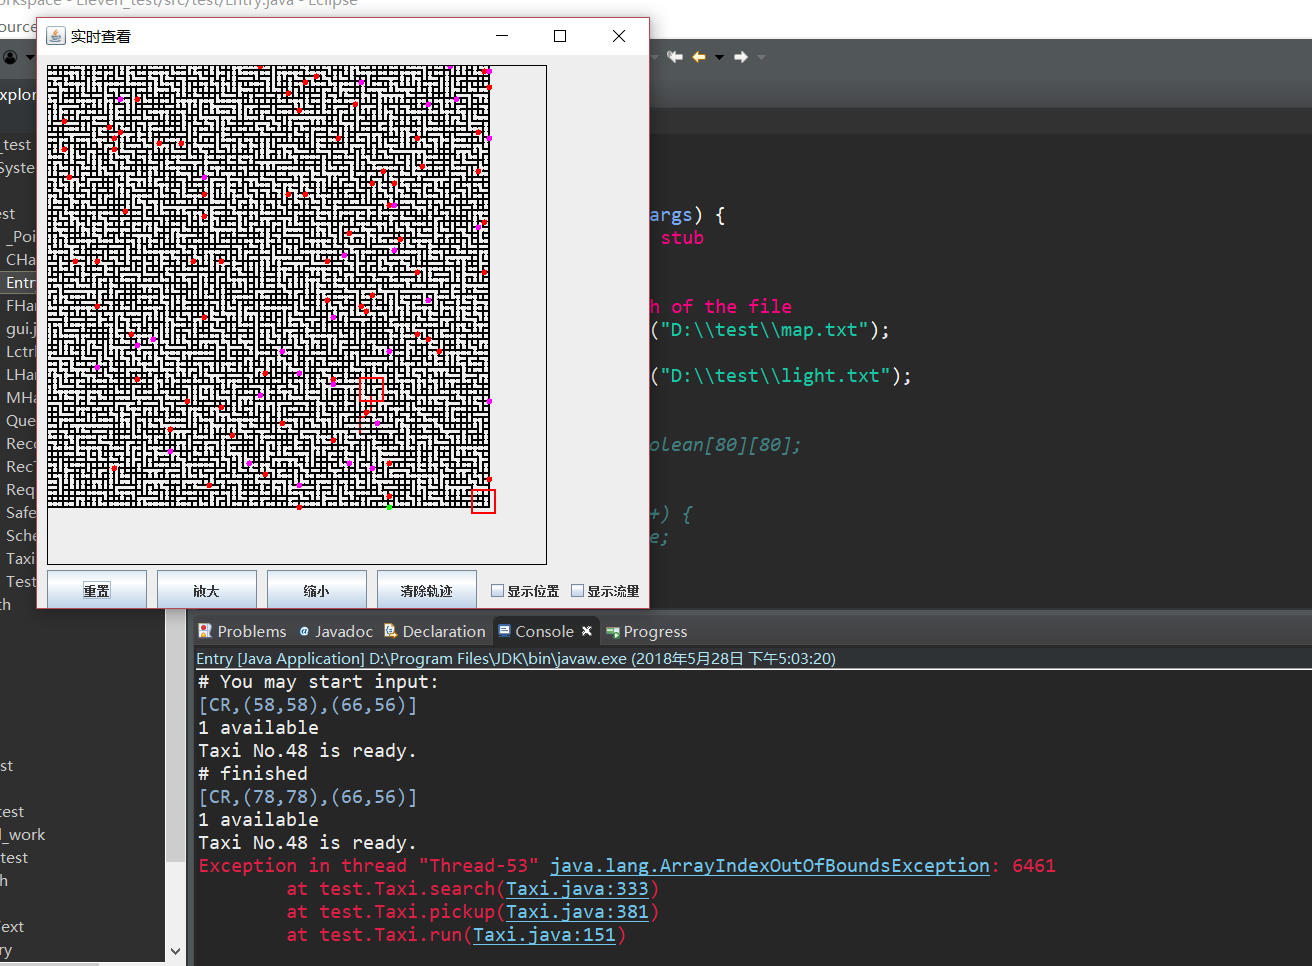 orkspace - Eleven_test/src/test/Entry.java - Eclipse
ource
实时查看
xplor
_test
Syste
args) {
est
stub
_Poi
CHa
Entr
FHar
h of the file
gui.j
("D:\\test\\map.txt");
Lctrl
LHar
("D:\\test\\light.txt");
MHa
Que
Reco
olean[80][80];
RecT
Req
Safe
+) {
Sche
e;
Taxi
Test
th
重置 放大 缩小 清除轨迹 显示位置 显示流量
Problems @ Javadoc Declaration Console Progress
Entry [Java Application] D:\Program Files\JDK\bin\javaw.exe (2018年5月28日 下午5:03:20)
# You may start input:
[CR,(58,58),(66,56)]
1 available
Taxi No.48 is ready.
# finished
[CR,(78,78),(66,56)]
1 available
Taxi No.48 is ready.
Exception in thread "Thread-53" java.lang.ArrayIndexOutOfBoundsException: 6461
at test.Taxi.search(Taxi.java:333)
at test.Taxi.pickup(Taxi.java:381)
at test.Taxi.run(Taxi.java:151)
st
test
l_work
test
h
ext
ry